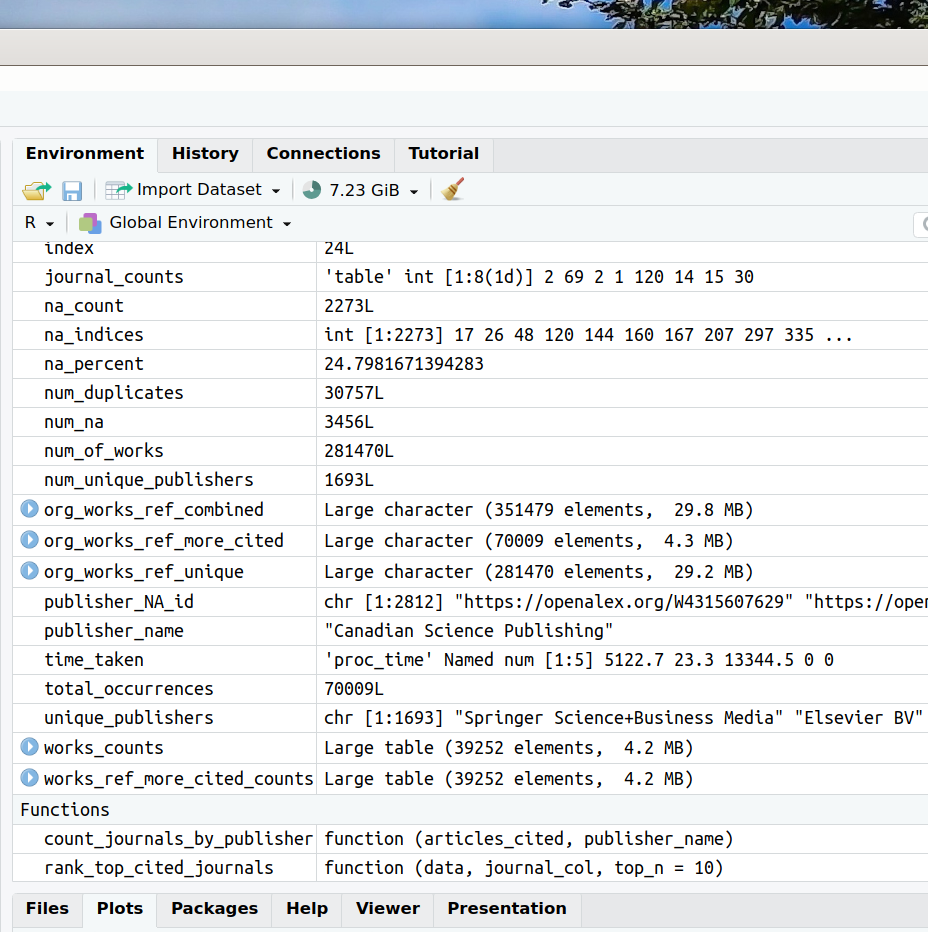 Environment History Connections Tutorial
Import Dataset 7.23 GiB
R Global Environment
index 24L
journal_counts 'table' int [1:8(1d)] 2 69 2 1 120 14 15 30
na_count 2273L
na_indices int [1:2273] 17 26 48 120 144 160 167 207 297 335 ...
na_percent 24.7981671394283
num_duplicates 30757L
num_na 3456L
num_of_works 281470L
num_unique_publishers 1693L
org_works_ref_combined Large character (351479 elements, 29.8 MB)
org_works_ref_more_cited Large character (70009 elements, 4.3 MB)
org_works_ref_unique Large character (281470 elements, 29.2 MB)
publisher_NA_id chr [1:2812] "https://openalex.org/W4315607629" "https://oper
publisher_name "Canadian Science Publishing"
time_taken 'proc_time' Named num [1:5] 5122.7 23.3 13344.5 0 0
total_occurrences 70009L
unique_publishers chr [1:1693] "Springer Science+Business Media" "Elsevier BV"
works_counts Large table (39252 elements, 4.2 MB)
works_ref_more_cited_counts Large table (39252 elements, 4.2 MB)
Functions
count_journals_by_publisher function (articles_cited, publisher_name)
rank_top_cited_journals function (data, journal_col, top_n = 10)
Files Plots Packages Help Viewer Presentation